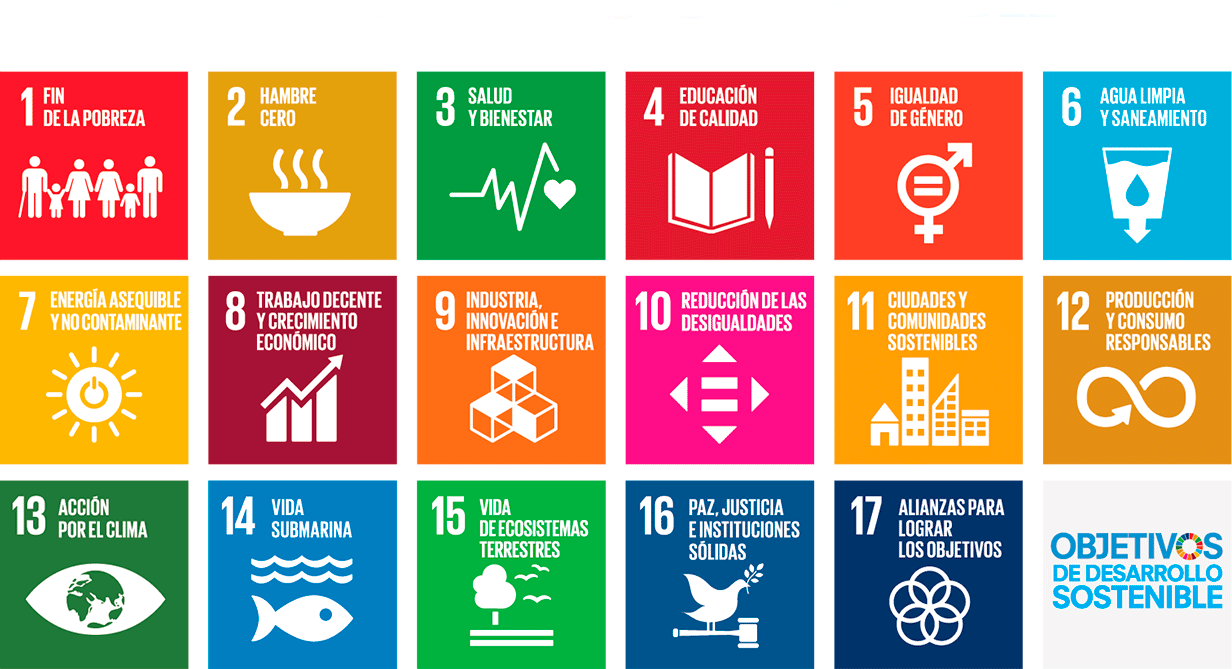 1 FIN
DE LA POBREZA
2 HAMBRE
CERO
3 SALUD
Y BIENESTAR
4 EDUCACIÓN
DE CALIDAD
5 IGUALDAD
DE GÉNERO
6 AGUA LIMPIA
Y SANEAMIENTO
7 ENERGÍA ASEQUIBLE
Y NO CONTAMINANTE
8 TRABAJO DECENTE
Y CRECIMIENTO
ECONÓMICO
9 INDUSTRIA,
INNOVACIÓN E
INFRAESTRUCTURA
10 REDUCCIÓN DE LAS
DESIGUALDADES
11 CIUDADES Y
COMUNIDADES
SOSTENIBLES
12 PRODUCCIÓN
Y CONSUMO
RESPONSABLES
13 ACCIÓN
POR EL CLIMA
14 VIDA
SUBMARINA
15 VIDA
DE ECOSISTEMAS
TERRESTRES
16 PAZ, JUSTICIA
E INSTITUCIONES
SÓLIDAS
17 ALIANZAS PARA
LOGRAR
LOS OBJETIVOS
OBJETIVOS
DE DESARROLLO
SOSTENIBLE